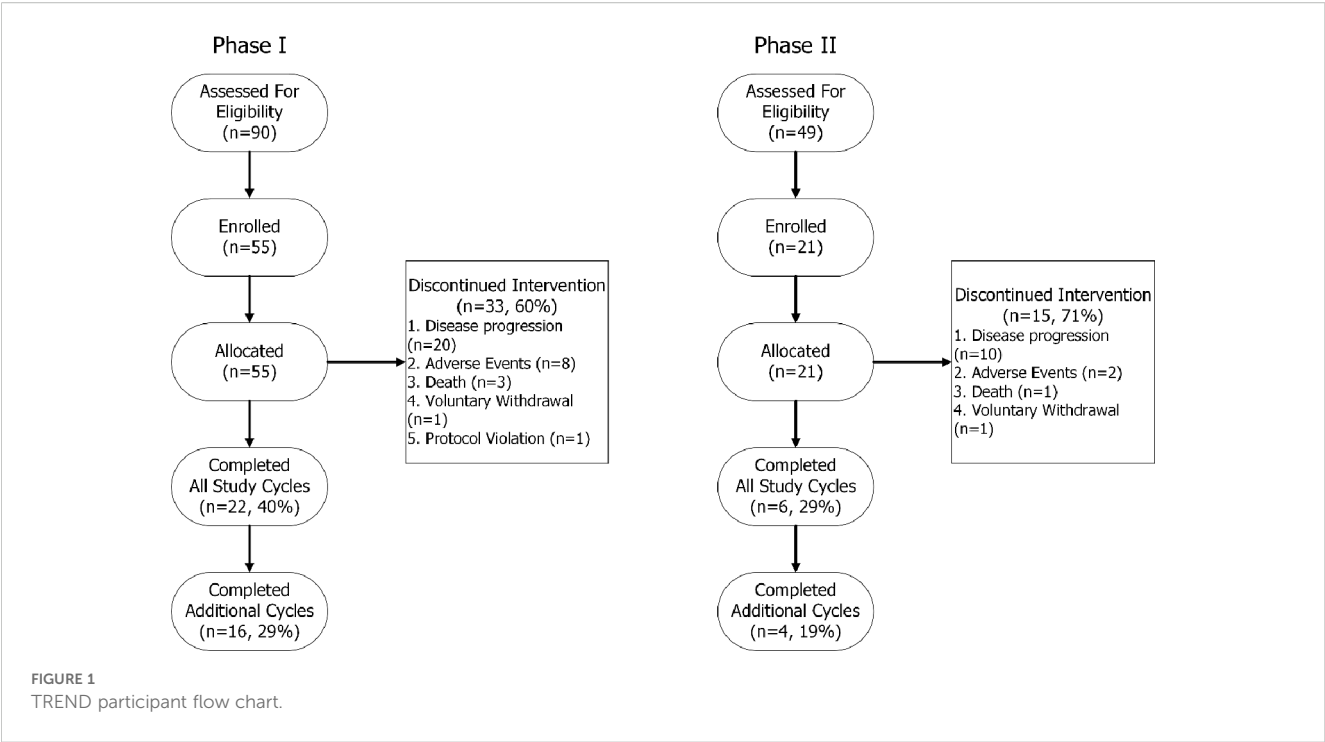 Phase I
Assessed For
Eligibility
(n=90)
Enrolled
(n=55)
Allocated
(n=55)
Discontinued Intervention
(n=33, 60%)
1. Disease progression
(n=20)
2. Adverse Events (n=8)
3. Death (n=3)
4. Voluntary Withdrawal
(n=1)
5. Protocol Violation (n=1)
Completed
All Study Cycles
(n=22, 40%)
Completed
Additional Cycles
(n=16, 29%)
Phase II
Assessed For
Eligibility
(n=49)
Enrolled
(n=21)
Allocated
(n=21)
Discontinued Intervention
(n=15, 71%)
1. Disease progression
(n=10)
2. Adverse Events (n=2)
3. Death (n=1)
4. Voluntary Withdrawal
(n=1)
Completed
All Study Cycles
(n=6, 29%)
Completed
Additional Cycles
(n=4, 19%)
FIGURE 1
TREND participant flow chart.